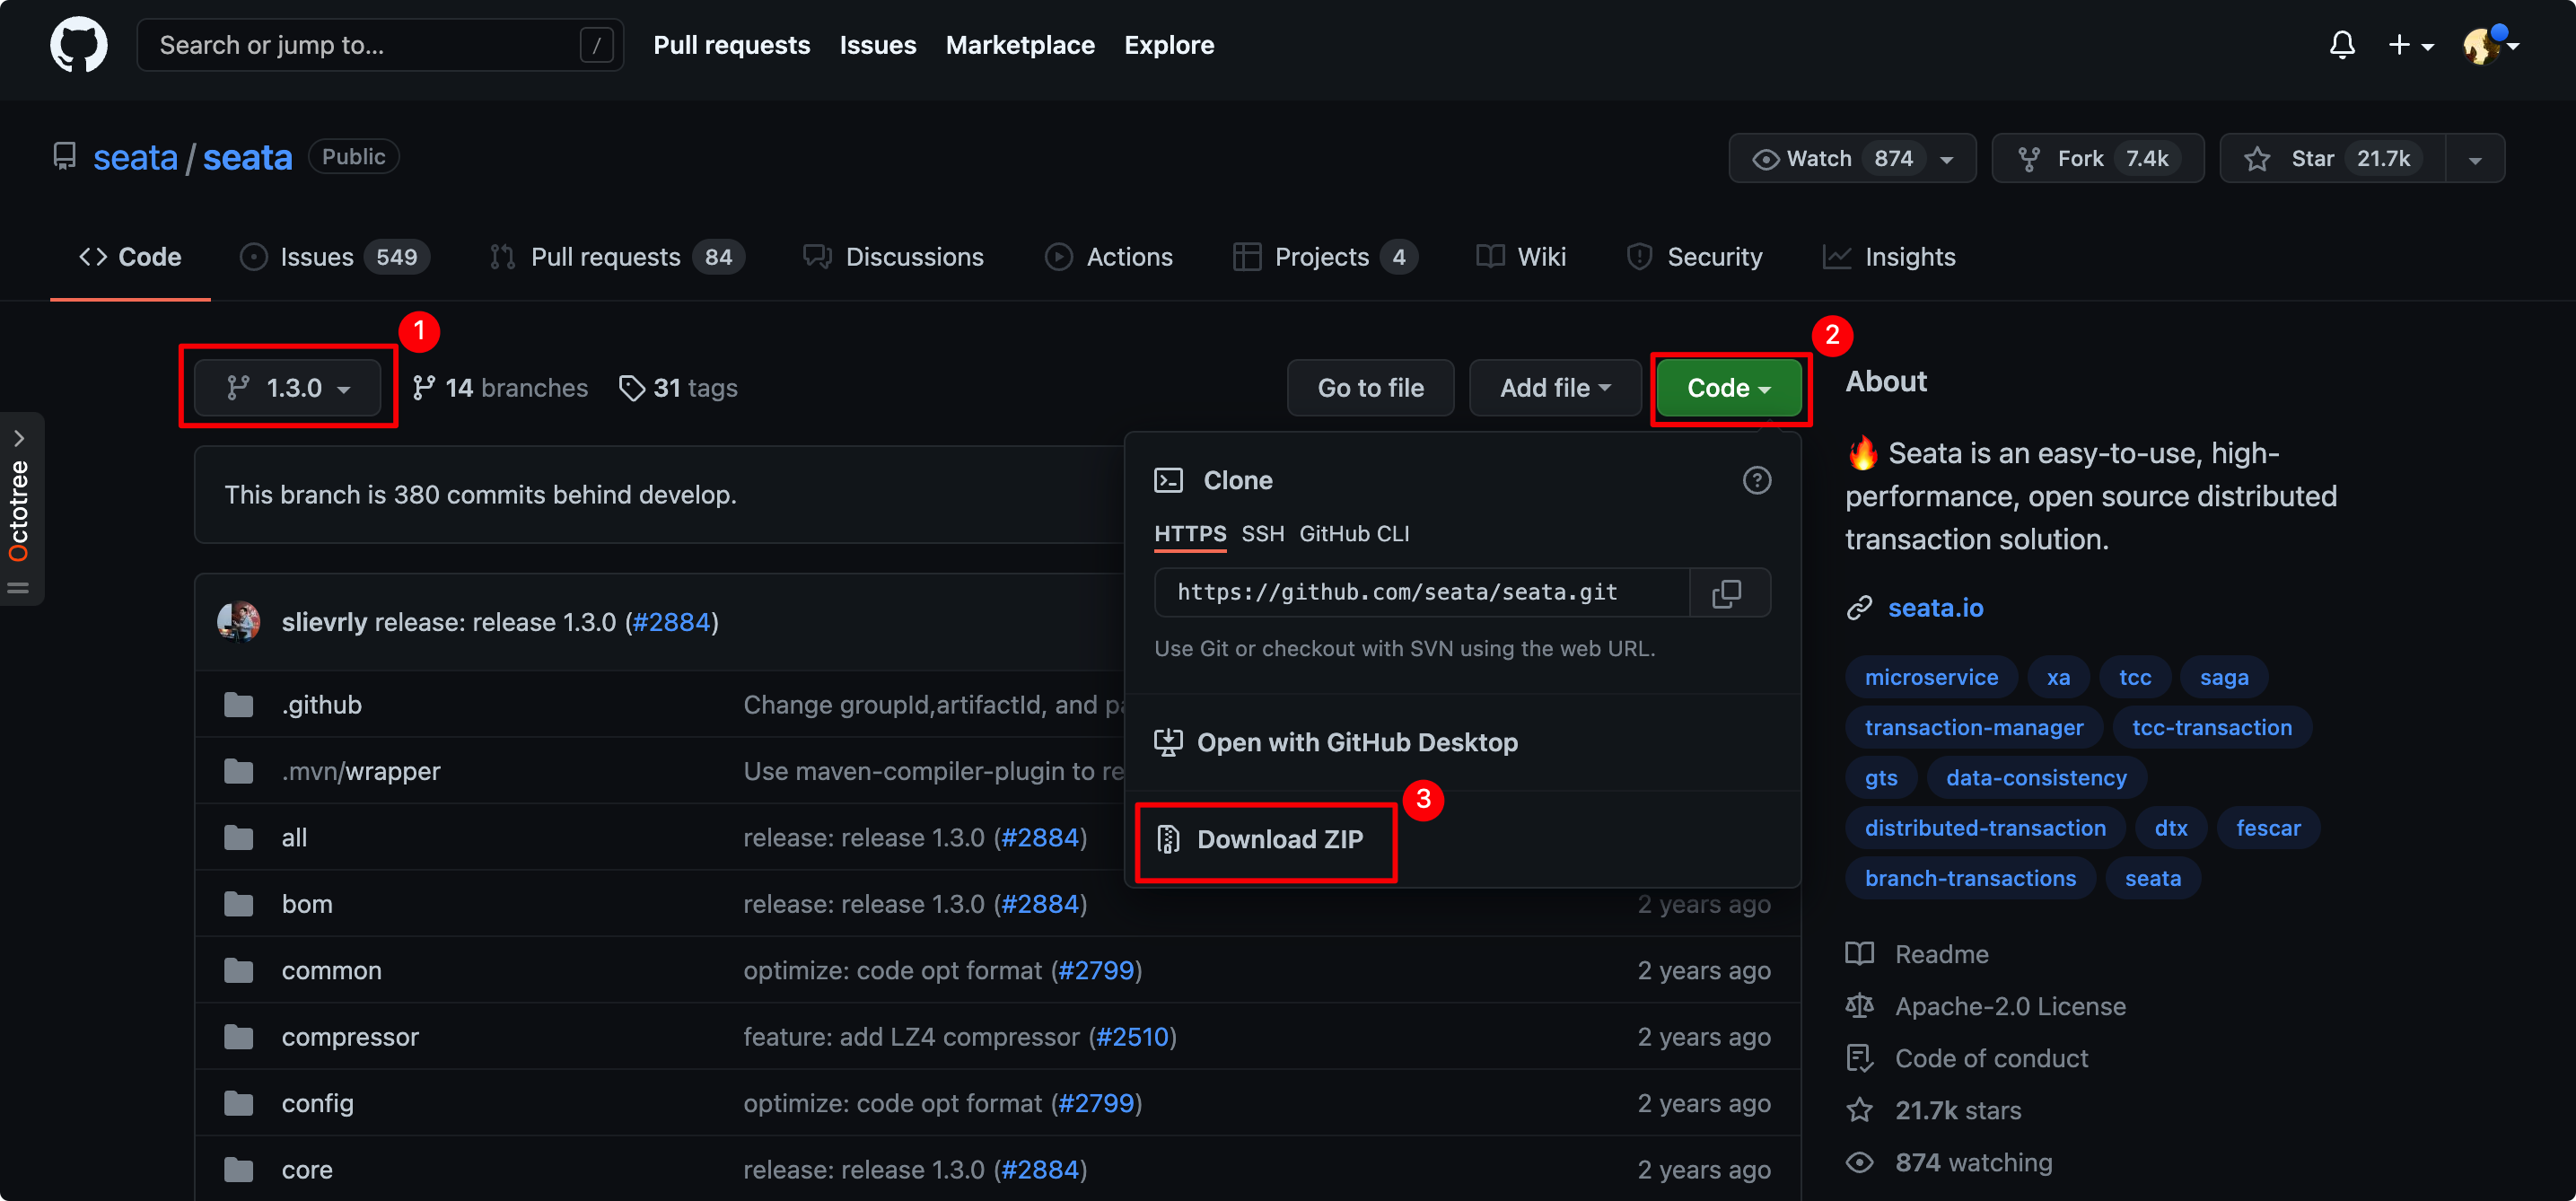 Search or jump to... / Pull requests Issues Marketplace Explore
seata / seata Public Watch 874 Fork 7.4k Star 21.7k
Code Issues 549 Pull requests 84 Discussions Actions Projects 4 Wiki Security Insights
1 2
1.3.0 14 branches 31 tags Go to file Add file Code
About
This branch is 380 commits behind develop.
Octotree
Clone
HTTPS SSH GitHub CLI
https://github.com/seata/seata.git
Use Git or checkout with SVN using the web URL.
Open with GitHub Desktop
3
Download ZIP
slievrly release: release 1.3.0 (#2884)
.github Change groupId,artifactId, and
.mvn/wrapper Use maven-compiler-plugin to
all release: release 1.3.0 (#2884)
bom release: release 1.3.0 (#2884) 2 years ago
common optimize: code opt format (#2799) 2 years ago
compressor feature: add LZ4 compressor (#2510) 2 years ago
config optimize: code opt format (#2799) 2 years ago
core release: release 1.3.0 (#2884) 2 years ago
🔥 Seata is an easy-to-use, high-
performance, open source distributed
transaction solution.
seata.io
microservice xa tcc saga
transaction-manager tcc-transaction
gts data-consistency
distributed-transaction dtx fescar
branch-transactions seata
Readme
Apache-2.0 License
Code of conduct
21.7k stars
874 watching